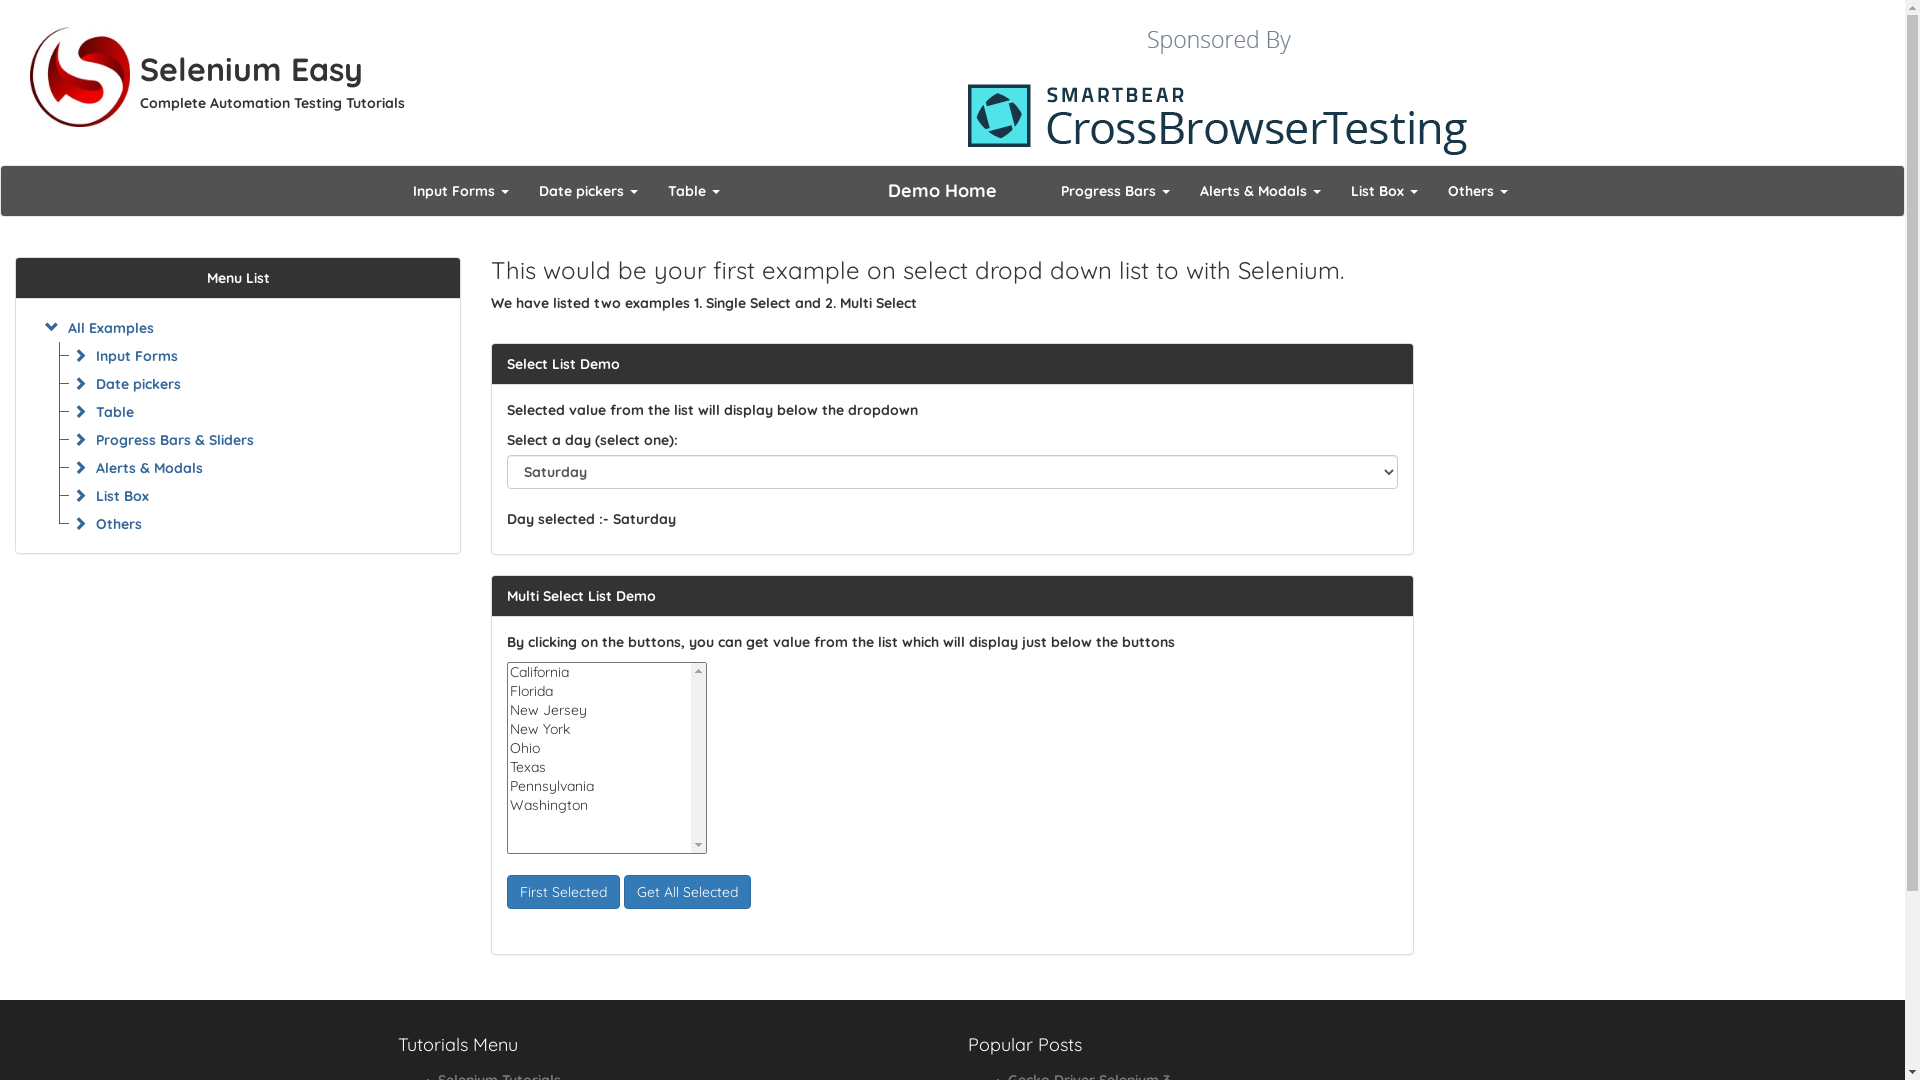 Selenium Easy
Complete Automation Testing Tutorials
Sponsored By
SMARTBEAR
CrossBrowserTesting
Input Forms
Date pickers
Table
Demo Home
Progress Bars
Alerts & Modals
List Box
Others
Menu List
All Examples
Input Forms
Date pickers
Table
Progress Bars & Sliders
Alerts & Modals
List Box
Others
This would be your first example on select dropd down list to with Selenium.
We have listed two examples 1. Single Select and 2. Multi Select
Select List Demo
Selected value from the list will display below the dropdown
Select a day (select one):
Saturday
Day selected :- Saturday
Multi Select List Demo
By clicking on the buttons, you can get value from the list which will display just below the buttons
California
Florida
New Jersey
New York
Ohio
Texas
Pennsylvania
Washington
First Selected
Get All Selected
Tutorials Menu
Selenium Tutorials
Popular Posts
Gecko Driver Selenium 3